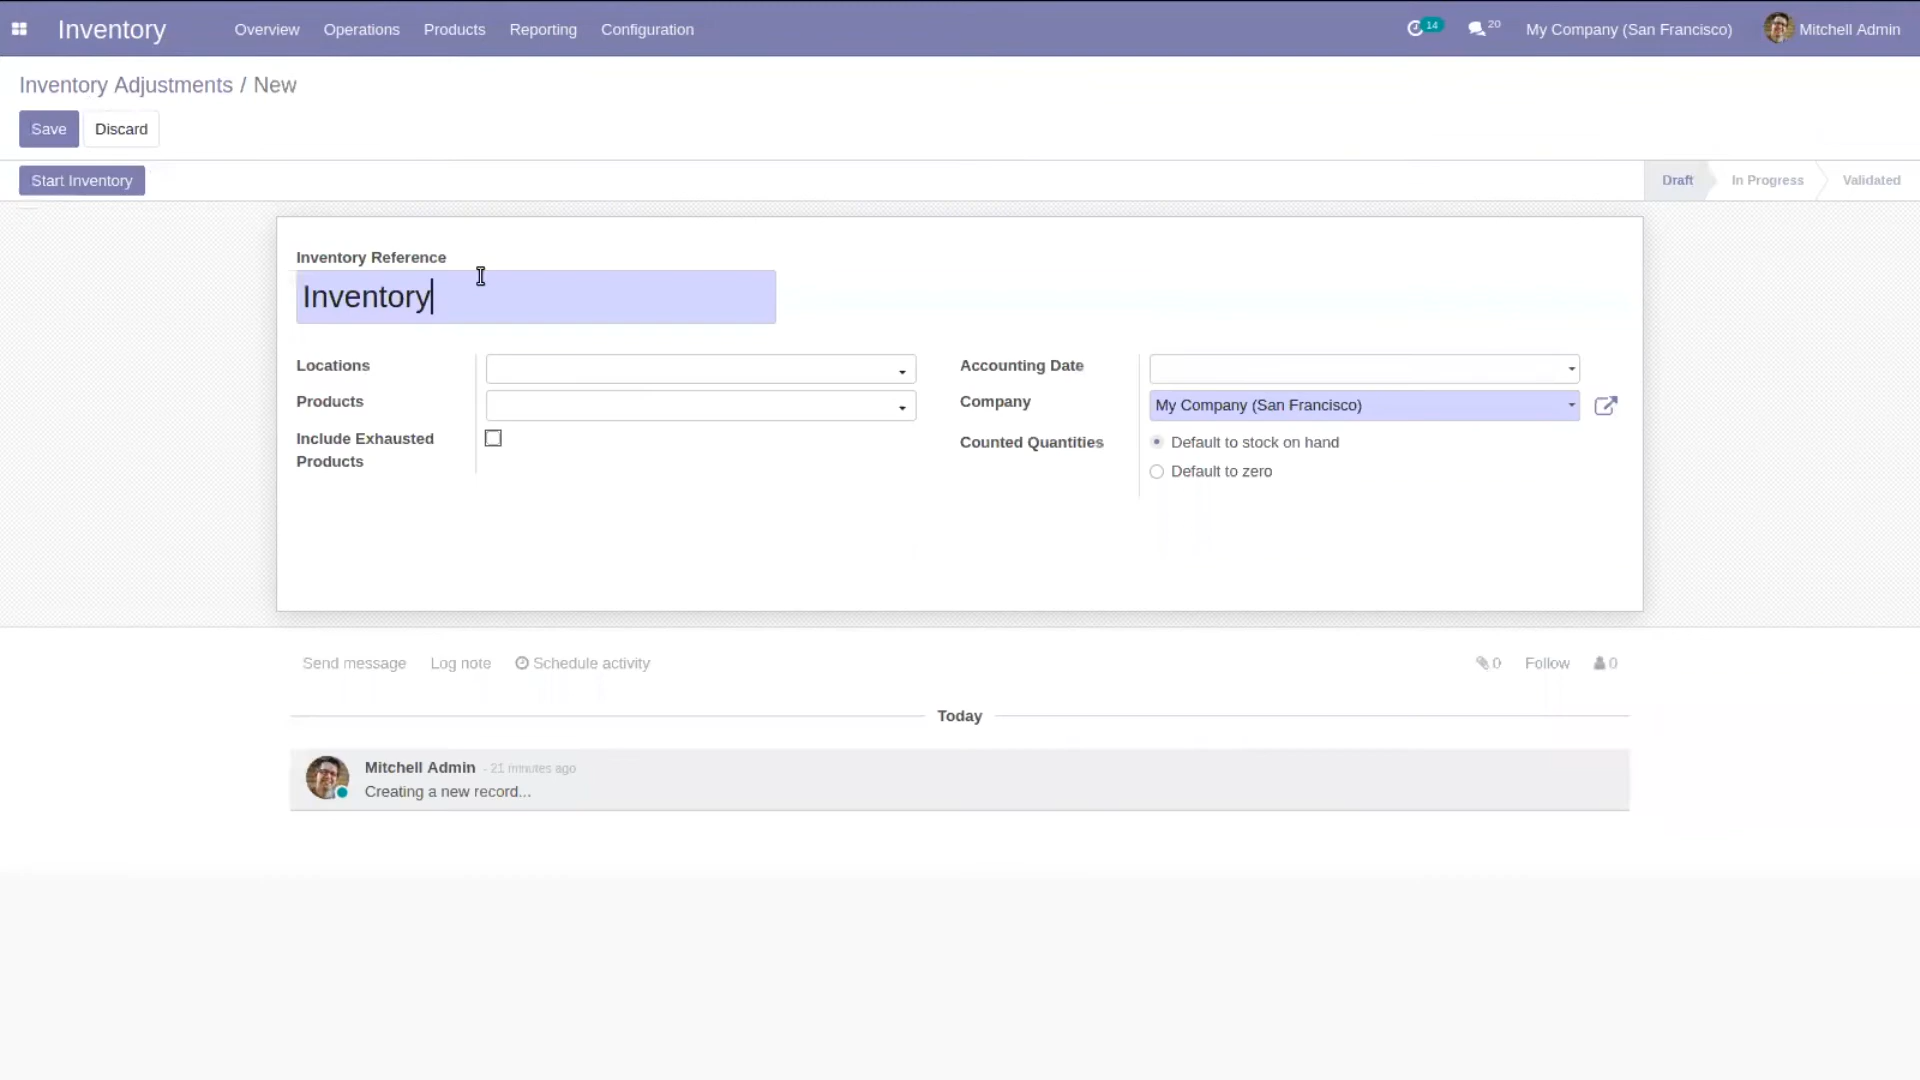 Inventory Overview Operations Products Reporting Configuration 14 20 My Company (San Francisco) Mitchell Admin
Inventory Adjustments / New
Save Discard
Start Inventory Draft In Progress Validated
Inventory Reference
Inventory
Locations Accounting Date
Products Company My Company (San Francisco)
Include Exhausted Products Counted Quantities Default to stock on hand
Default to zero
Send message Log note Schedule activity 0 Follow 0
Today
Mitchell Admin - 21 minutes ago
Creating a new record...